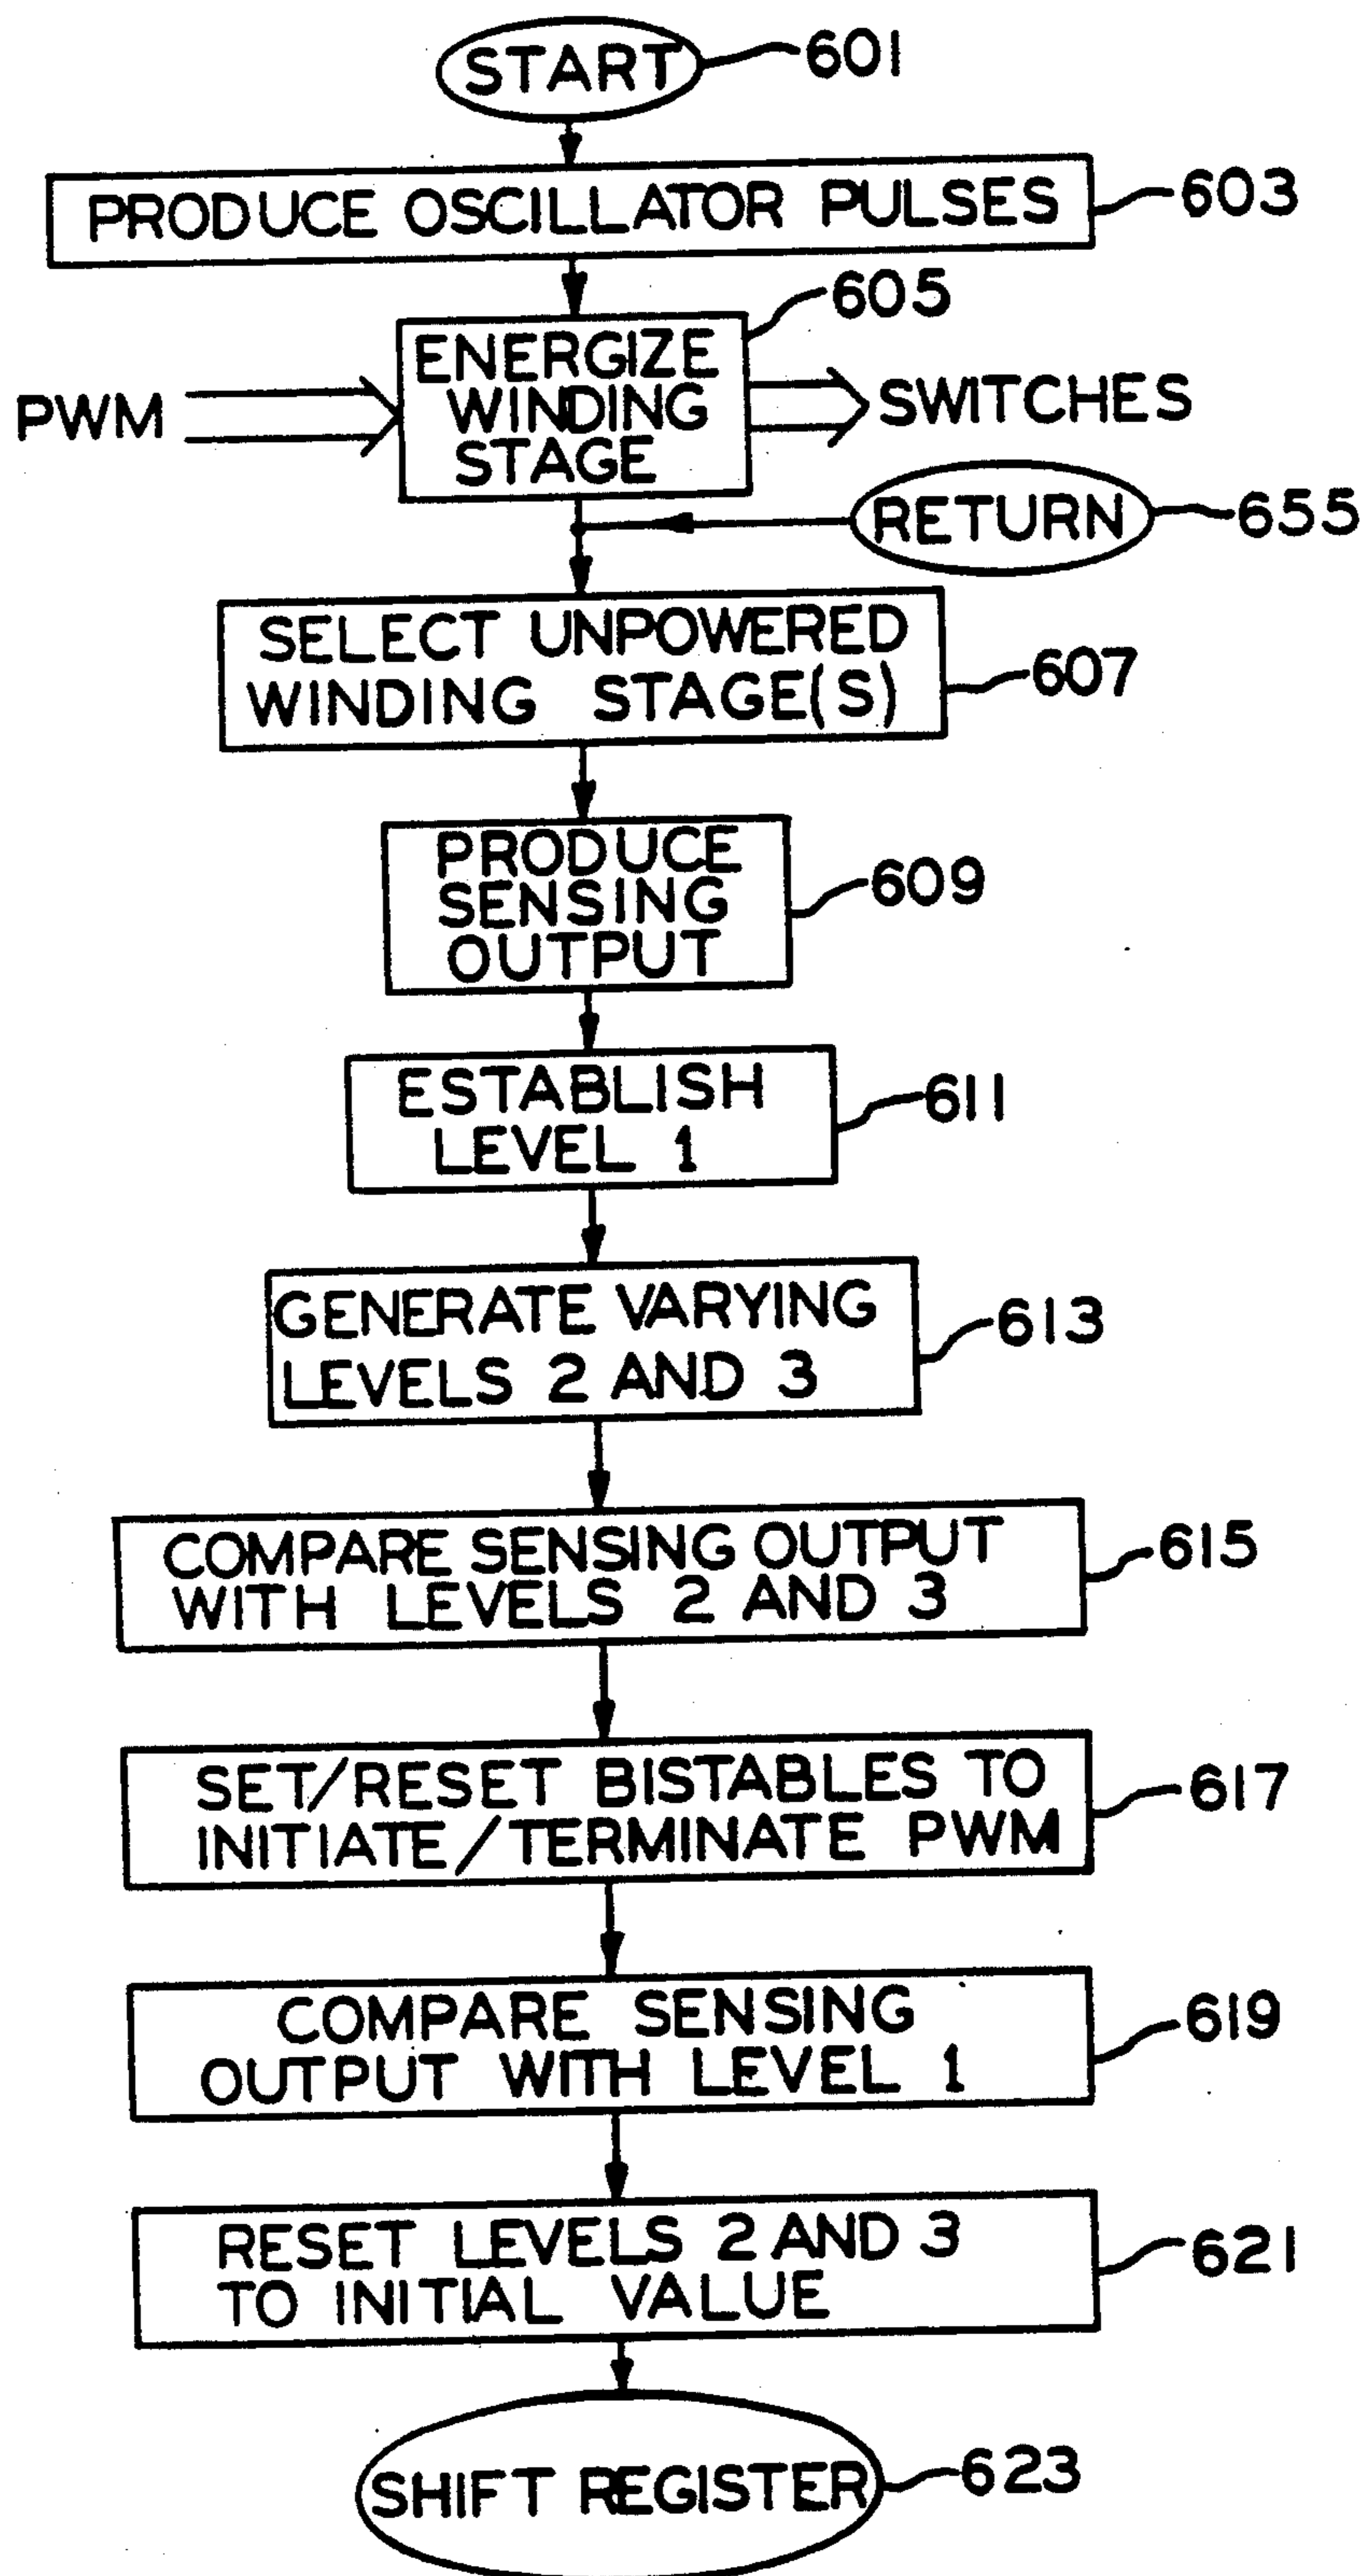 START 601
PRODUCE OSCILLATOR PULSES 603
605
ENERGIZE
WINDING
STAGE
PWM
SWITCHES
RETURN 655
SELECT UNPOWERED
WINDING STAGE(S)
607
PRODUCE
SENSING
OUTPUT
609
ESTABLISH
LEVEL 1
611
GENERATE VARYING
LEVELS 2 AND 3
613
COMPARE SENSING OUTPUT
WITH LEVELS 2 AND 3
615
SET/RESET BISTABLES TO
INITIATE/TERMINATE PWM
617
COMPARE SENSING
OUTPUT WITH LEVEL 1
619
RESET LEVELS 2 AND 3
TO INITIAL VALUE
621
SHIFT REGISTER 623